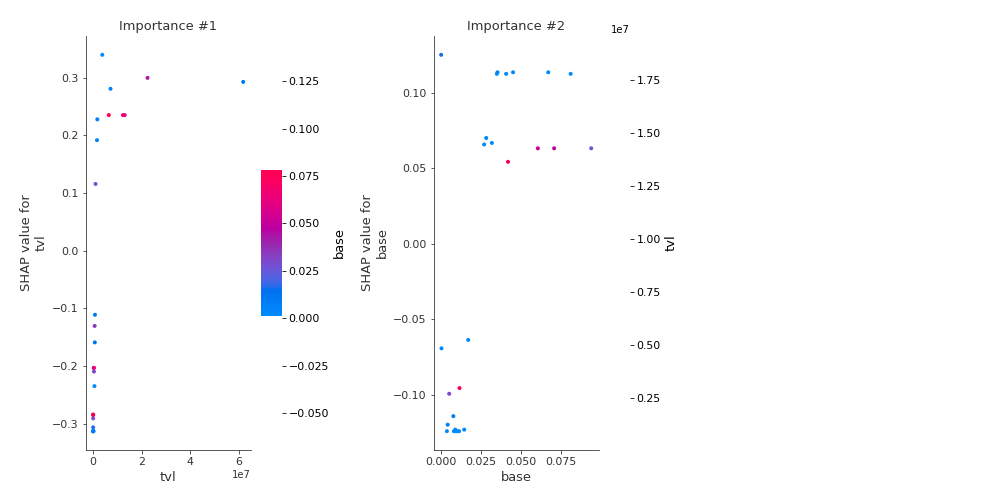 Importance #1
0.3
0.2
0.1
0.0
−0.1
−0.2
−0.3
SHAP value for
tvl
0
2
4
6
1e7
tvl
0.125
0.100
0.075
0.050
0.025
0.000
−0.025
−0.050
base
Importance #2
0.10
0.05
0.00
−0.05
−0.10
SHAP value for
base
0.000
0.025
0.050
0.075
base
1e7
1.75
1.50
1.25
1.00
0.75
0.50
0.25
tvl